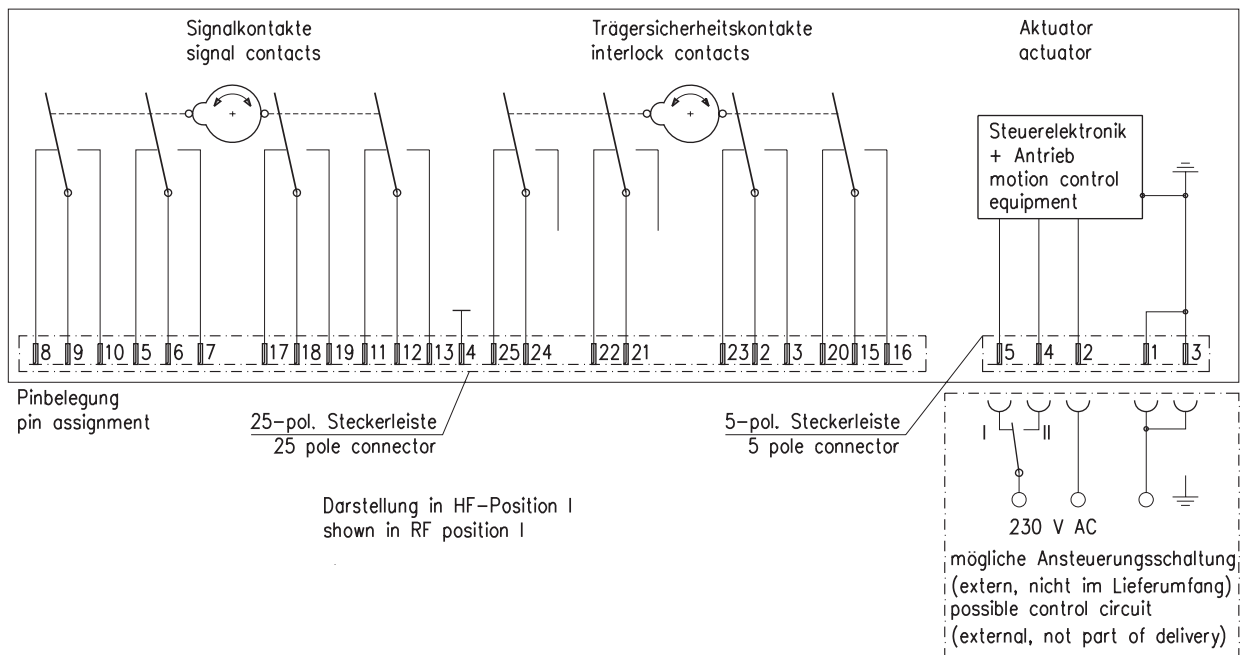 Signalkontakte
signal contacts
Trägersicherheitskontakte
interlock contacts
Aktuator
actuator
Steuerelektronik
+ Antrieb
motion control
equipment
8 9 10 5 6 7 17 18 19 11 12 13 4 25 24 22 21 23 2 3 20 15 16
5 4 2 1 3
Pinbelegung
pin assignment
25-pol. Steckerleiste
25 pole connector
5-pol. Steckerleiste
5 pole connector
I II
Darstellung in HF-Position I
shown in RF position I
230 V AC
mögliche Ansteuerungsschaltung
(extern, nicht im Lieferumfang)
possible control circuit
(external, not part of delivery)